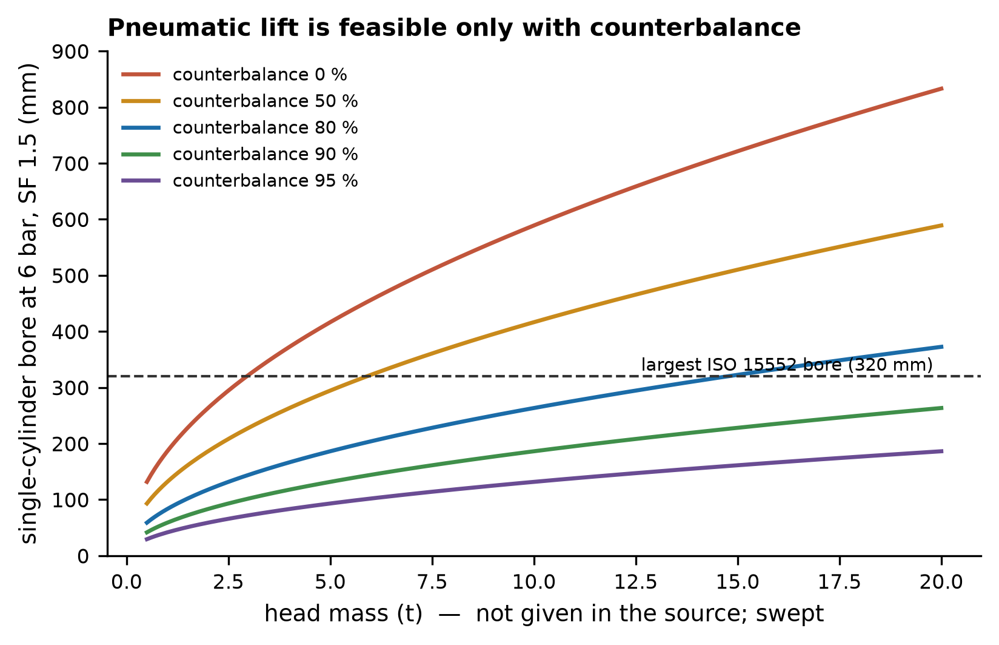 Pneumatic lift is feasible only with counterbalance
single-cylinder bore at 6 bar, SF 1.5 (mm)
900
800
700
600
500
400
300
200
100
0
counterbalance 0 %
counterbalance 50 %
counterbalance 80 %
counterbalance 90 %
counterbalance 95 %
largest ISO 15552 bore (320 mm)
0.0 2.5 5.0 7.5 10.0 12.5 15.0 17.5 20.0
head mass (t) — not given in the source; swept